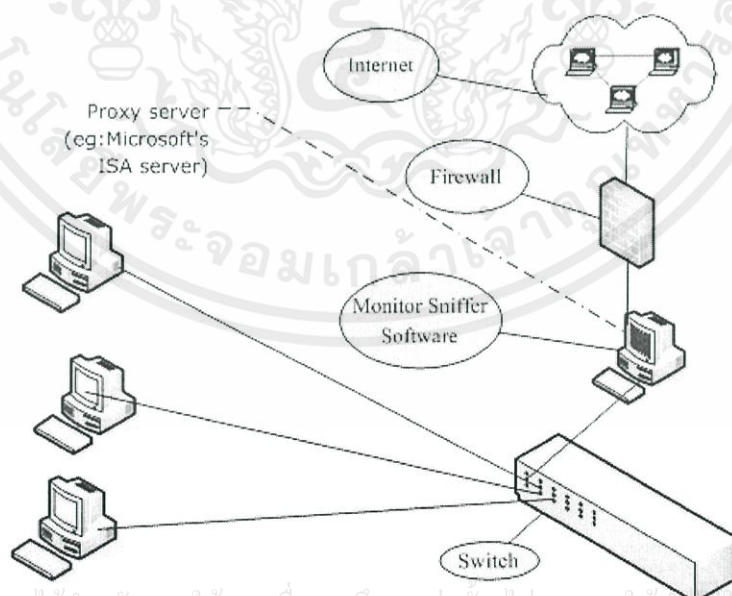 Internet
Proxy server
(eg:Microsoft's
ISA server)
Firewall
Monitor Sniffer
Software
Switch